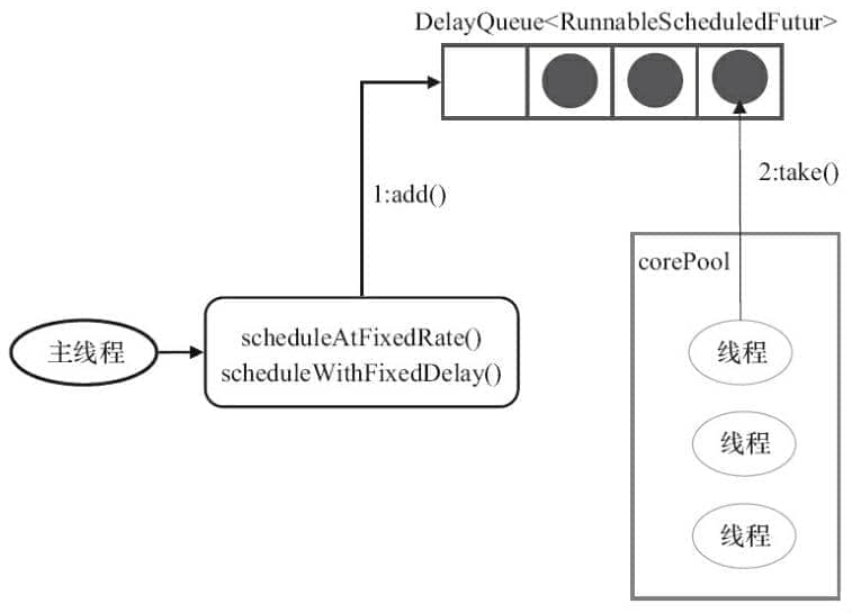 DelayQueue<RunnableScheduledFutur>
1:add()
2:take()
corePool
主线程
scheduleAtFixedRate()
scheduleWithFixedDelay()
线程
线程
线程